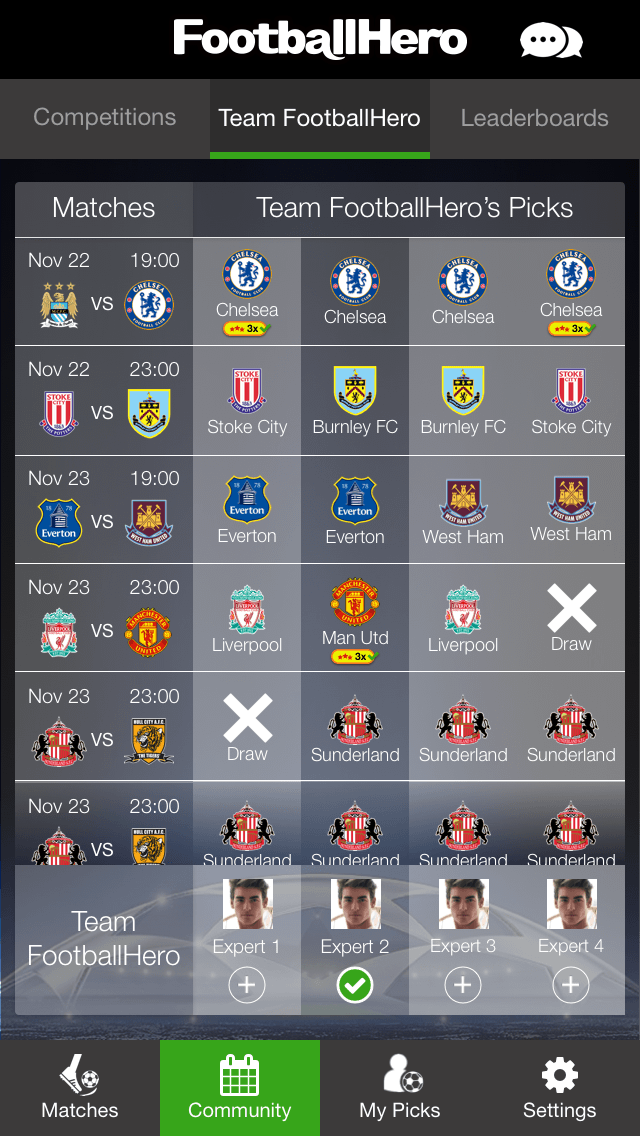 FootballHero
Competitions
Team FootballHero
Leaderboards
Matches
Team FootballHero's Picks
Nov 22 19:00
VS
Chelsea
3x
Chelsea
Chelsea
Chelsea
3x
Nov 22 23:00
VS
Stoke City
Burnley FC
Burnley FC
Stoke City
Nov 23 19:00
Everton
VS
Everton
Everton
Everton
Everton
West Ham
West Ham
Nov 23 23:00
VS
Liverpool
Man Utd
3x
Liverpool
Draw
Nov 23 23:00
VS
Draw
Sunderland
Sunderland
Sunderland
Nov 23 23:00
VS
Sunderland
Sunderland
Sunderland
Sunderland
Team
FootballHero
Expert 1
Expert 2
Expert 3
Expert 4
Matches
Community
My Picks
Settings